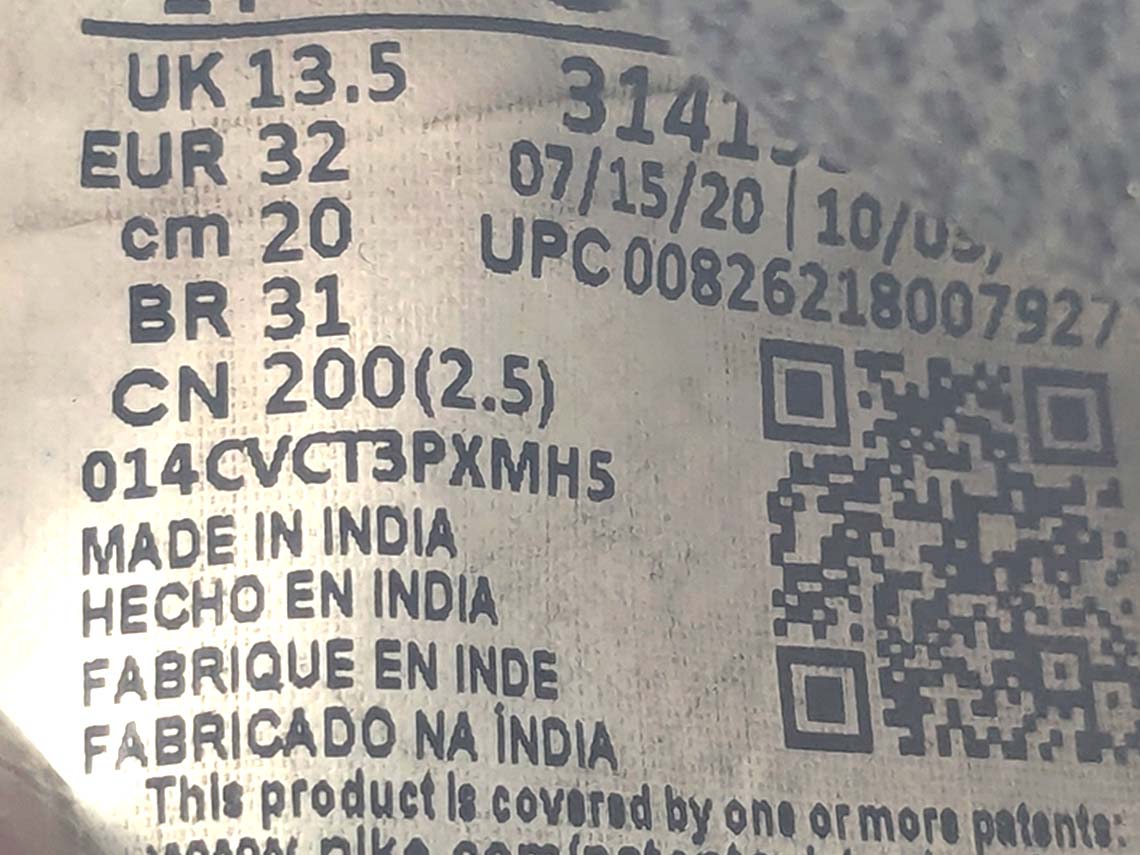 UK 13.5
EUR 32
cm 20
BR 31
CN 200(2.5)
014CVCT3PXMH5
07/15/20 |
UPC 00826218007927
MADE IN INDIA
HECHO EN INDIA
FABRIQUE EN INDE
FABRICADO NA ÍNDIA
This product is covered by one or more patents: